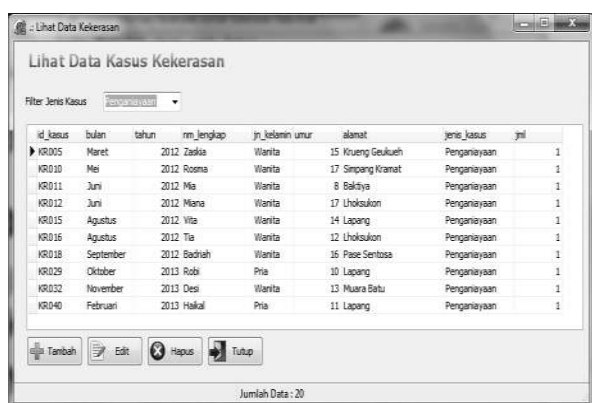 .: Lihat Data Kekerasan
Lihat Data Kasus Kekerasan
Filter Jenis Kasus Penganiayaan
id_kasus bulan tahun nm_lengkap jn_kelamin umur alamat jenis_kasus jml
KR005 Maret 2012 Zaskia Wanita 15 Krueng Geukueh Penganiayaan 1
KR010 Mei 2012 Rosma Wanita 17 Simpang Kramat Penganiayaan 1
KR011 Juni 2012 Mia Wanita 8 Baktiya Penganiayaan 1
KR012 Juni 2012 Miana Wanita 17 Lhoksukon Penganiayaan 1
KR015 Agustus 2012 Vita Wanita 14 Lapang Penganiayaan 1
KR016 Agustus 2012 Tia Wanita 12 Lhoksukon Penganiayaan 1
KR018 September 2012 Badriah Wanita 16 Pase Sentosa Penganiayaan 1
KR029 Oktober 2013 Robi Pria 10 Lapang Penganiayaan 1
KR032 November 2013 Desi Wanita 13 Muara Batu Penganiayaan 1
KR040 Februari 2013 Haikal Pria 11 Lapang Penganiayaan 1
Tambah Edit Hapus Tutup
Jumlah Data : 20